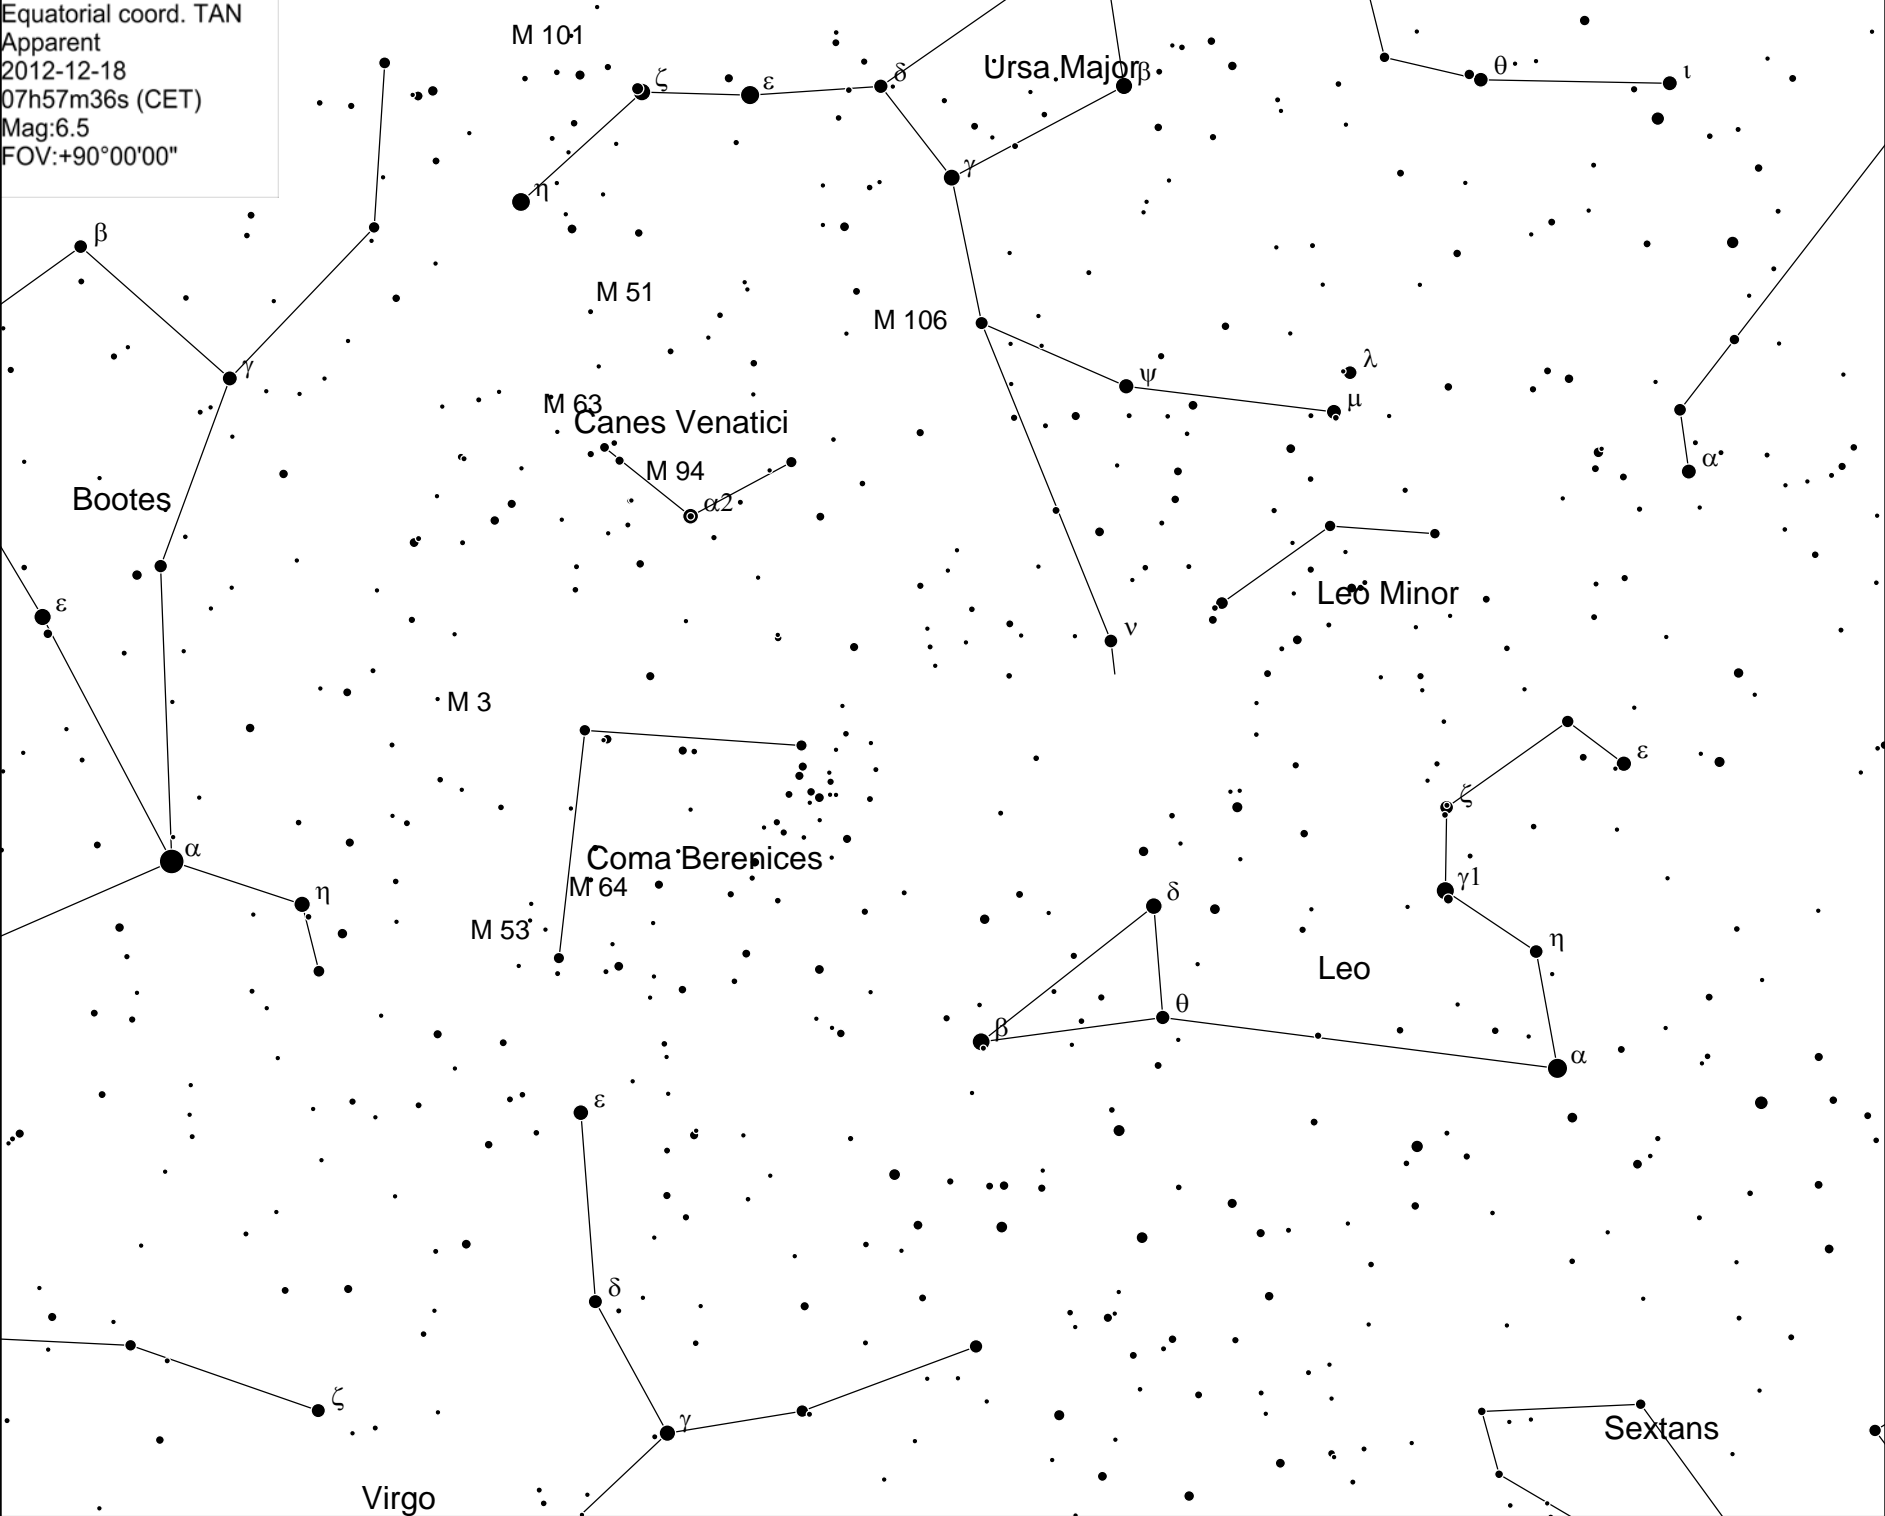 Equatorial coord. TAN
Apparent
2012-12-18
07h57m36s (CET)
Mag:6.5
FOV:+90°00'00"
M 101
Ursa Major
ζ
ε
δ
β
θ
ι
γ
η
β
M 51
M 106
γ
ψ
λ
μ
M 63
Canes Venatici
M 94
α2
α
Bootes
ε
Leo Minor
ν
M 3
ε
ζ
α
Coma Berenices
M 64
γ1
η
δ
M 53
η
Leo
β
θ
α
ε
δ
ζ
γ
Sextans
Virgo